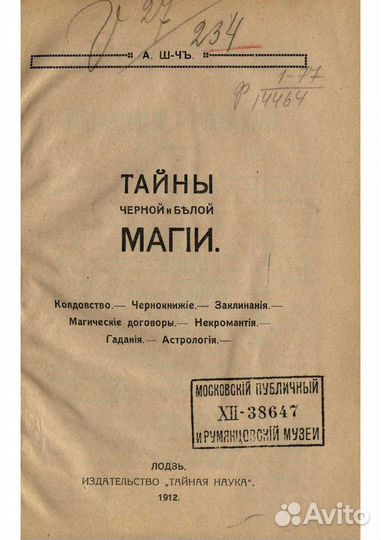 27
234
А. Ш-ЧЪ.
1-77
Ф 14464
ТАЙНЫ
ЧЕРНОЙ и БѢЛОЙ
МАГІИ.
Колдовство.— Чернокнижіе.— Заклинанія.—
Магическіе договоры.— Некромантія.—
Гаданія.— Астрологія.—
МОСКОВСКІЙ ПУБЛИЧНЫЙ
XII-38647
И РУМЯНЦОВСКІЙ МУЗЕИ
ЛОДЗЬ.
ИЗДАТЕЛЬСТВО „ТАЙНАЯ НАУКА“.
1912.
Avito